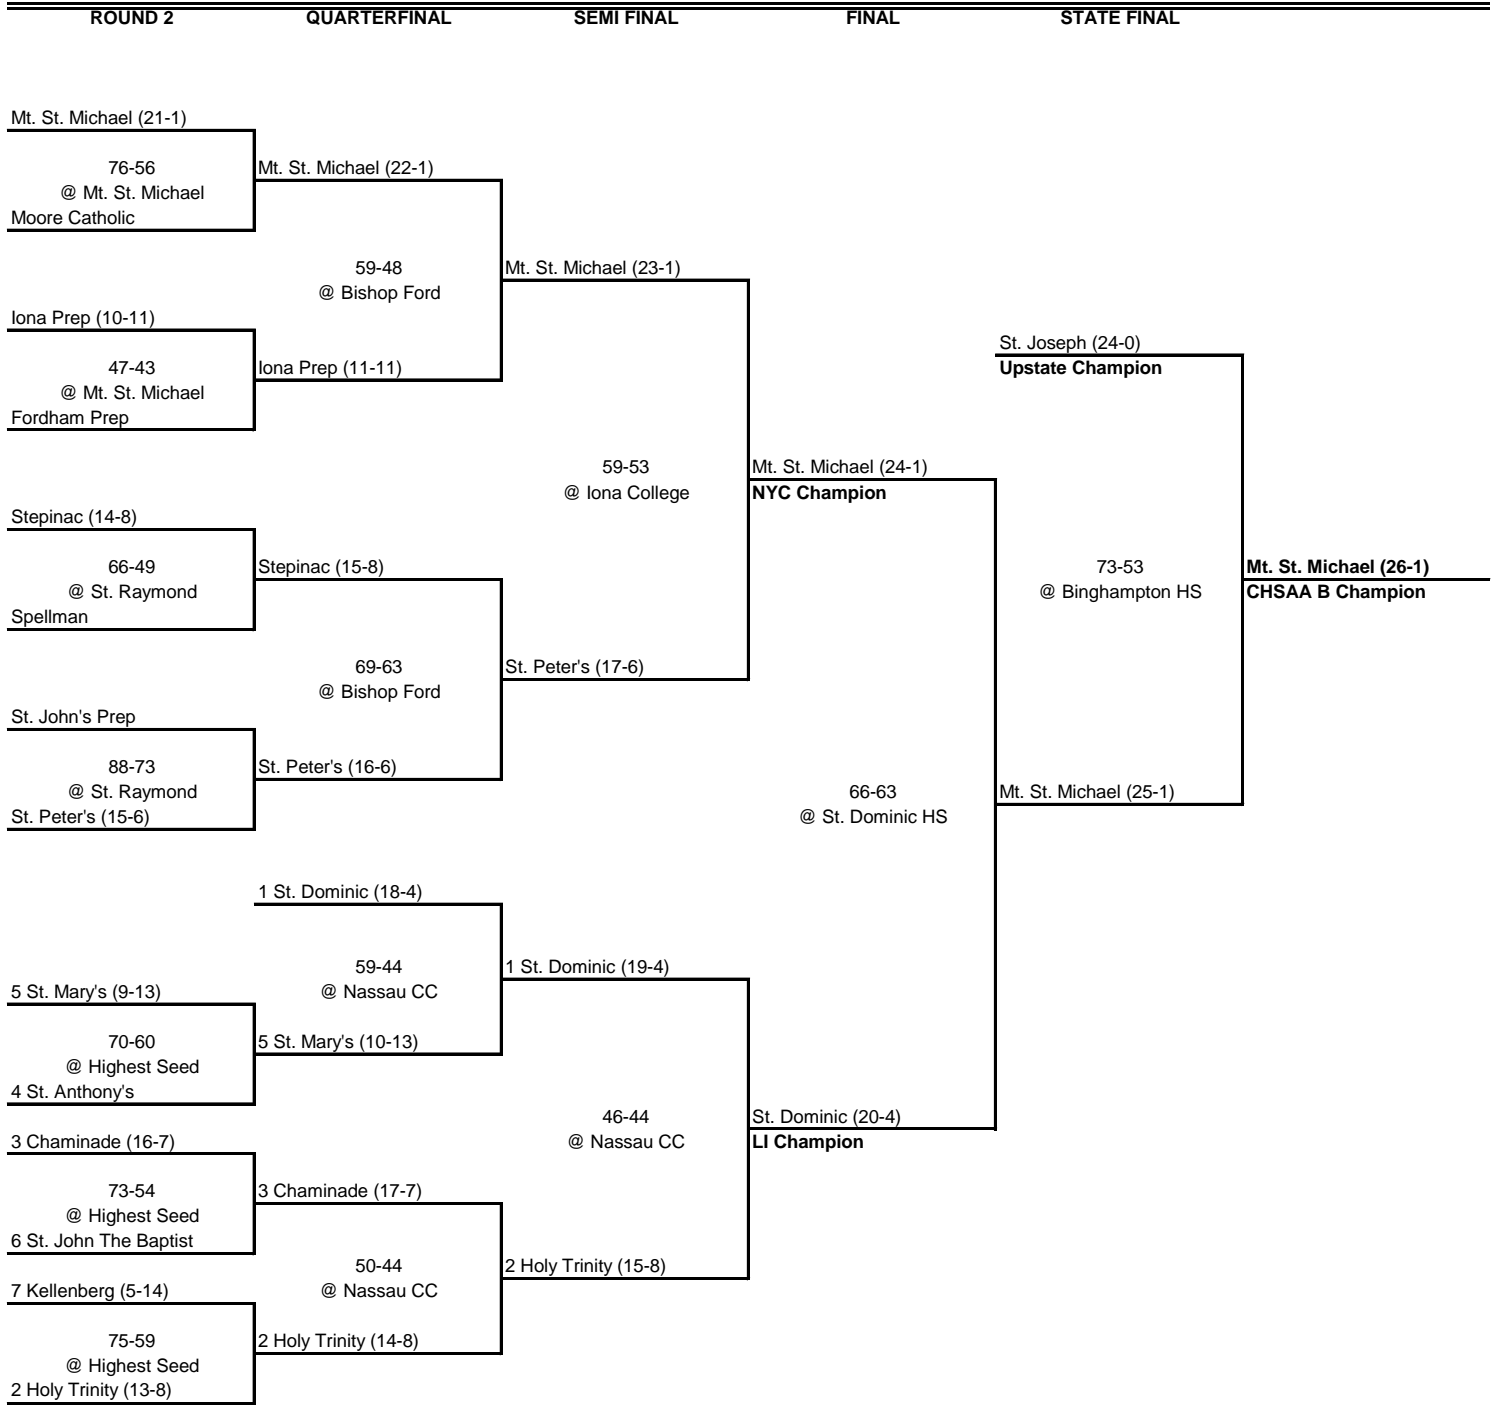 ROUND 2 QUARTERFINAL SEMI FINAL FINAL STATE FINAL
Mt. St. Michael (21-1)
76-56
@ Mt. St. Michael
Moore Catholic
Mt. St. Michael (22-1)
59-48
@ Bishop Ford
Mt. St. Michael (23-1)
Iona Prep (10-11)
47-43
@ Mt. St. Michael
Fordham Prep
Iona Prep (11-11)
St. Joseph (24-0)
Upstate Champion
59-53
@ Iona College
Mt. St. Michael (24-1)
NYC Champion
Stepinac (14-8)
66-49
@ St. Raymond
Spellman
Stepinac (15-8)
73-53
@ Binghampton HS
Mt. St. Michael (26-1)
CHSAA B Champion
69-63
@ Bishop Ford
St. Peter's (17-6)
St. John's Prep
88-73
@ St. Raymond
St. Peter's (15-6)
St. Peter's (16-6)
66-63
@ St. Dominic HS
Mt. St. Michael (25-1)
1 St. Dominic (18-4)
59-44
@ Nassau CC
1 St. Dominic (19-4)
5 St. Mary's (9-13)
70-60
@ Highest Seed
4 St. Anthony's
5 St. Mary's (10-13)
46-44
@ Nassau CC
St. Dominic (20-4)
LI Champion
3 Chaminade (16-7)
73-54
@ Highest Seed
6 St. John The Baptist
3 Chaminade (17-7)
50-44
@ Nassau CC
2 Holy Trinity (15-8)
7 Kellenberg (5-14)
75-59
@ Highest Seed
2 Holy Trinity (13-8)
2 Holy Trinity (14-8)